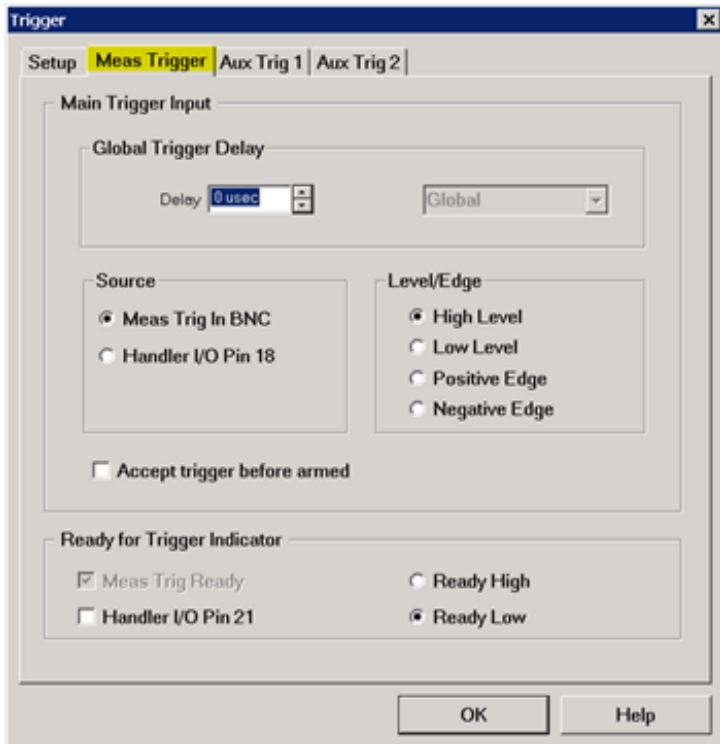 Trigger
Setup Meas Trigger Aux Trig 1 Aux Trig 2
Main Trigger Input
Global Trigger Delay
Delay 0 usec Global
Source
Meas Trig In BNC
Handler I/O Pin 18
Level/Edge
High Level
Low Level
Positive Edge
Negative Edge
Accept trigger before armed
Ready for Trigger Indicator
Meas Trig Ready
Handler I/O Pin 21
Ready High
Ready Low
OK Help